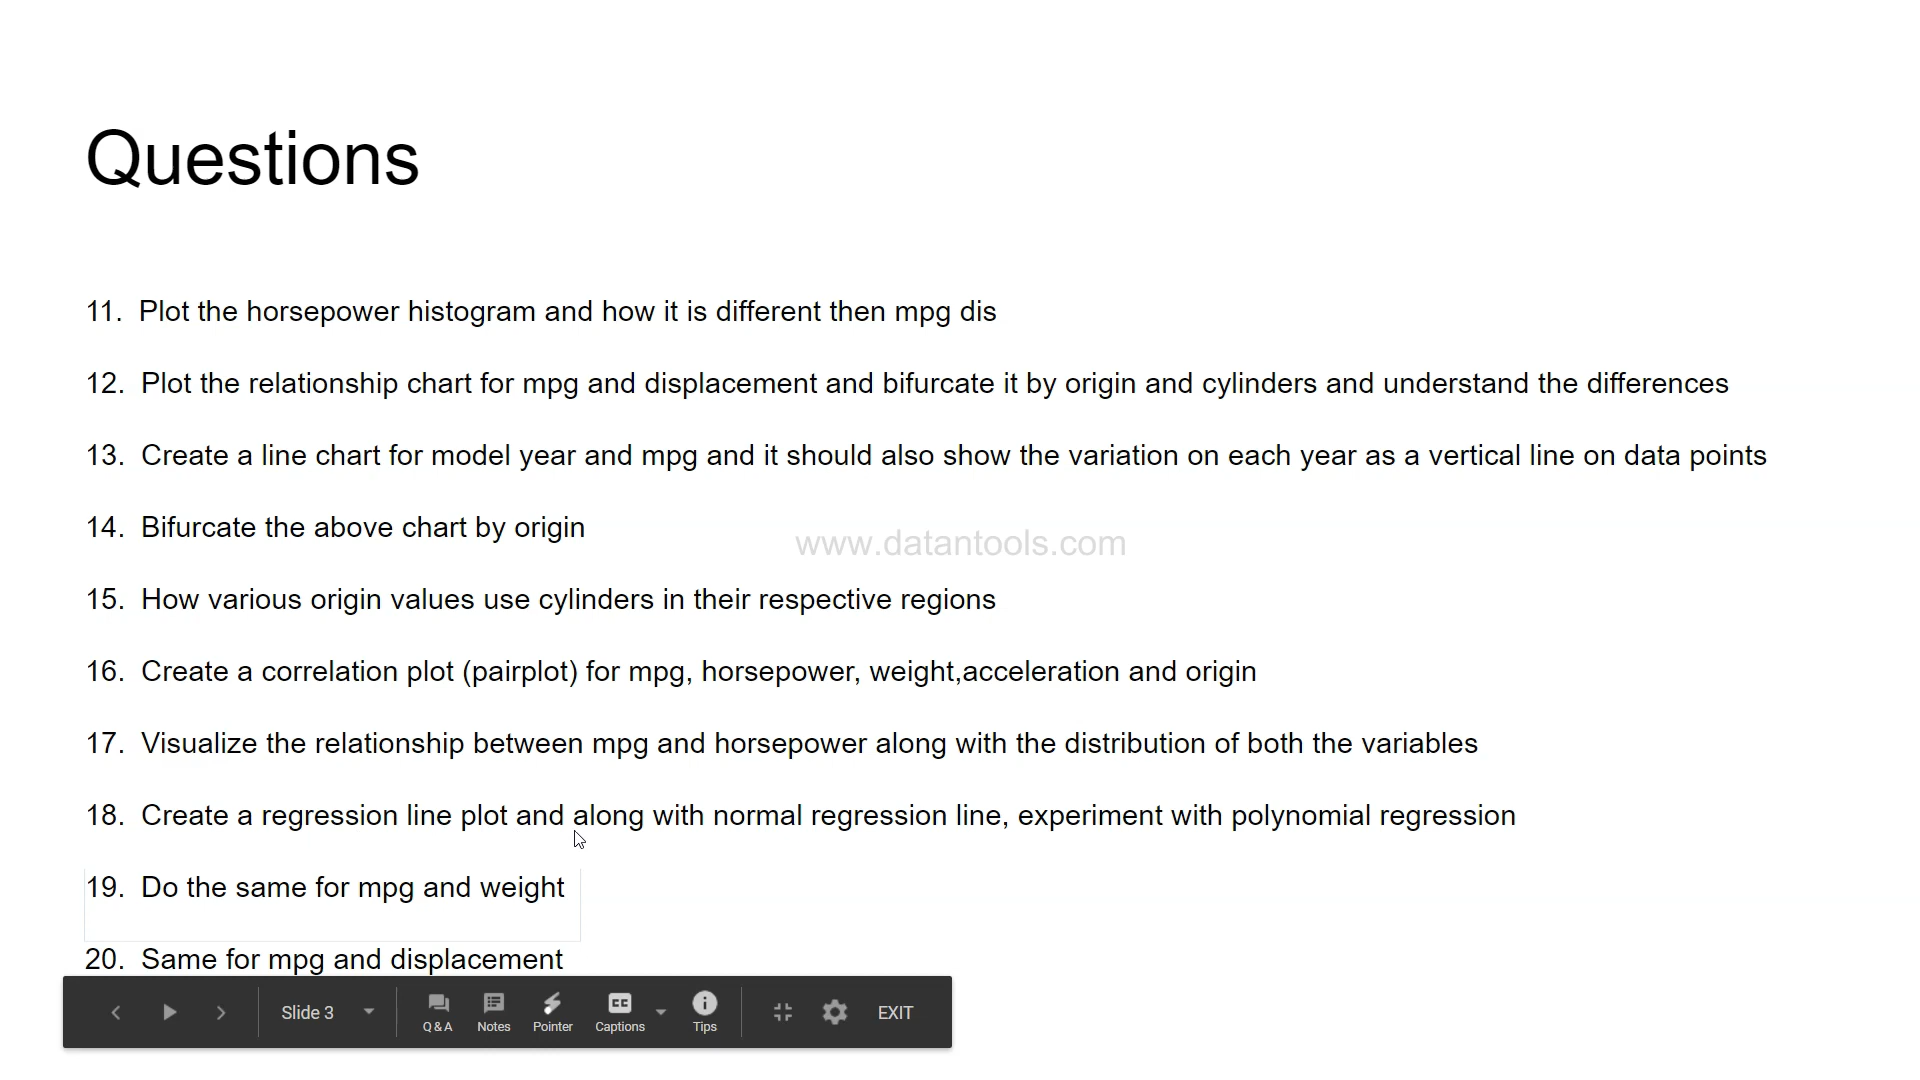 Questions
11. Plot the horsepower histogram and how it is different then mpg dis
12. Plot the relationship chart for mpg and displacement and bifurcate it by origin and cylinders and understand the differences
13. Create a line chart for model year and mpg and it should also show the variation on each year as a vertical line on data points
14. Bifurcate the above chart by origin
www.datantools.com
15. How various origin values use cylinders in their respective regions
16. Create a correlation plot (pairplot) for mpg, horsepower, weight,acceleration and origin
17. Visualize the relationship between mpg and horsepower along with the distribution of both the variables
18. Create a regression line plot and along with normal regression line, experiment with polynomial regression
19. Do the same for mpg and weight
20. Same for mpg and displacement
Slide 3 Q&A Notes Pointer CC Captions Tips EXIT